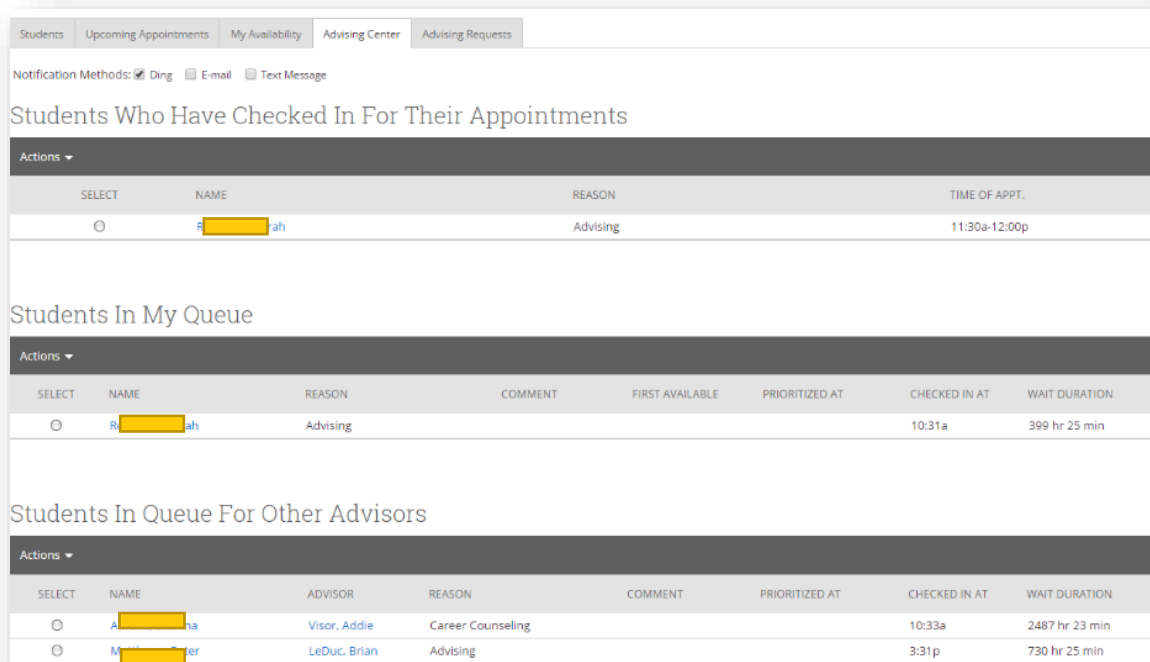 Students Upcoming Appointments My Availability Advising Center Advising Requests
Notification Methods: Ding E-mail Text Message
Students Who Have Checked In For Their Appointments
Actions
SELECT NAME REASON TIME OF APPT.
Advising 11:30a-12:00p
Students In My Queue
Actions
SELECT NAME REASON COMMENT FIRST AVAILABLE PRIORITIZED AT CHECKED IN AT WAIT DURATION
Advising 10:31a 399 hr 25 min
Students In Queue For Other Advisors
Actions
SELECT NAME ADVISOR REASON COMMENT PRIORITIZED AT CHECKED IN AT WAIT DURATION
Visor, Addie Career Counseling 10:33a 2487 hr 23 min
LeDuc, Brian Advising 3:31p 730 hr 25 min